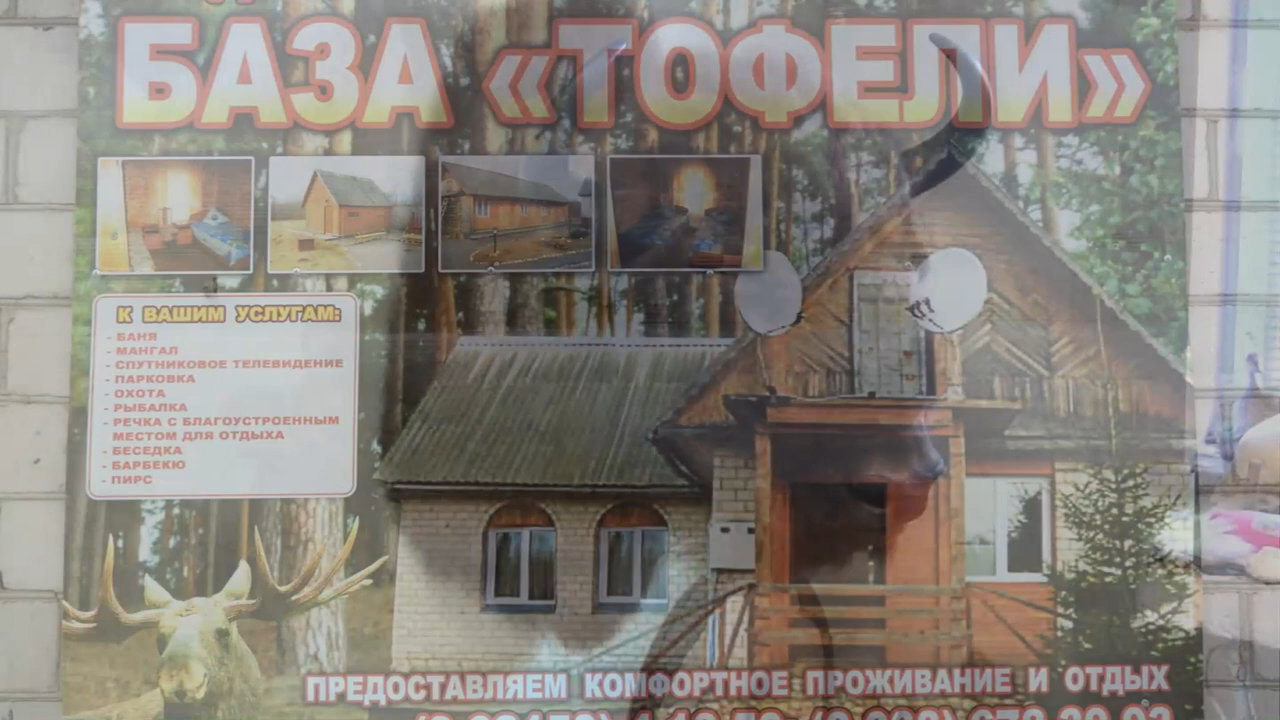 БАЗА «ТОФЕЛИ»
К ВАШИМ УСЛУГАМ:
- БАНЯ
- МАНГАЛ
- СПУТНИКОВОЕ ТЕЛЕВИДЕНИЕ
- ПАРКОВКА
- ОХОТА
- РЫБАЛКА
- РЕЧКА С БЛАГОУСТРОЕННЫМ
МЕСТОМ ДЛЯ ОТДЫХА
- БЕСЕДКА
- БАРБЕКЮ
- ПИРС
ПРЕДОСТАВЛЯЕМ КОМФОРТНОЕ ПРОЖИВАНИЕ И ОТДЫХ